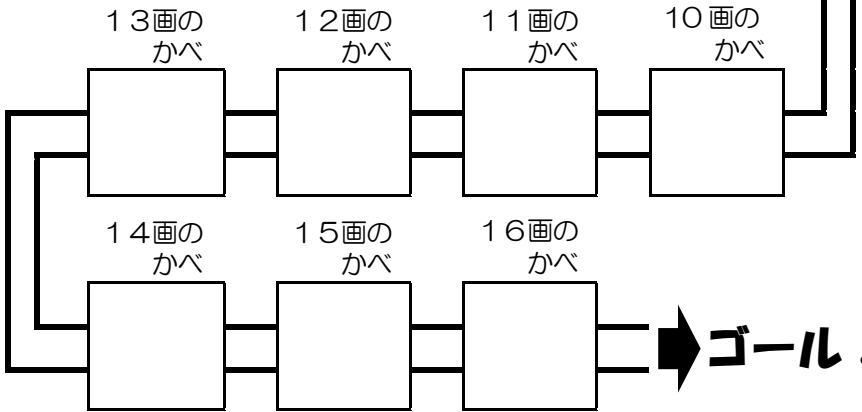 １３画の
かべ
１２画の
かべ
１１画の
かべ
10画の
かべ
１４画の
かべ
１５画の
かべ
１６画の
かべ
ゴール